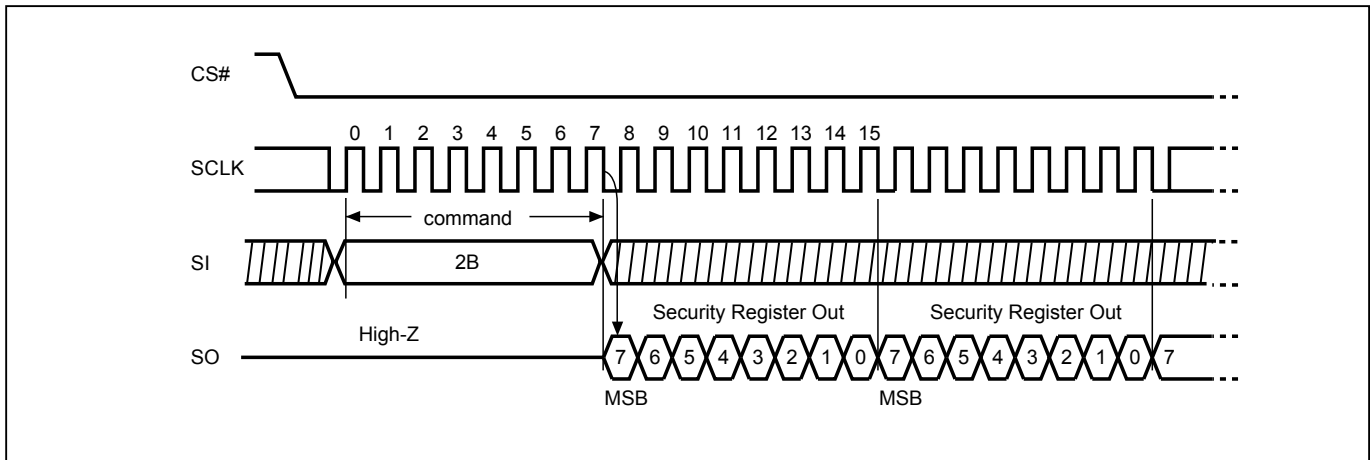 CS#
0 1 2 3 4 5 6 7 8 9 10 11 12 13 14 15
SCLK
command
SI
2B
Security Register Out Security Register Out
High-Z
SO
7 6 5 4 3 2 1 0 7 6 5 4 3 2 1 0 7
MSB MSB